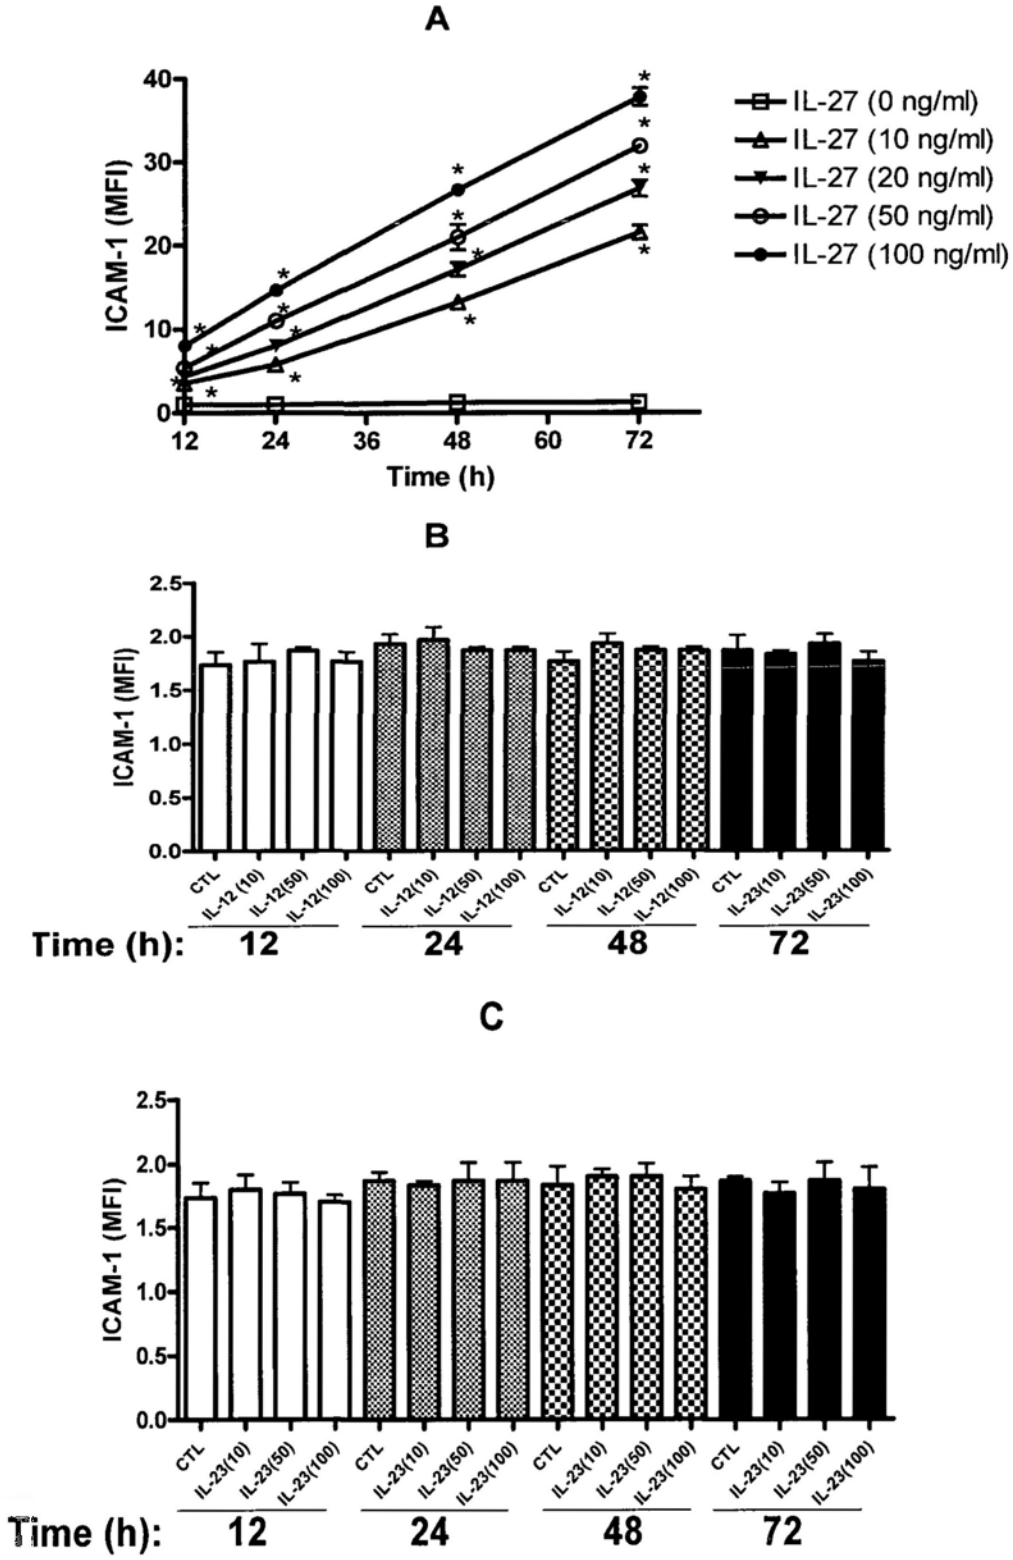 A
40
30
20
10
0
ICAM-1 (MFI)
12 24 36 48 60 72
Time (h)
IL-27 (0 ng/ml)
IL-27 (10 ng/ml)
IL-27 (20 ng/ml)
IL-27 (50 ng/ml)
IL-27 (100 ng/ml)
* * * * * * * * * * * * * * * *
B
2.5
2.0
1.5
1.0
0.5
0.0
ICAM-1 (MFI)
CTL IL-12 (10) IL-12(50) IL-12(100) CTL IL-12(10) IL-12(50) IL-12(100) CTL IL-12(10) IL-12(50) IL-12(100) CTL IL-23(10) IL-23(50) IL-23(100)
Time (h): 12 24 48 72
C
2.5
2.0
1.5
1.0
0.5
0.0
ICAM-1 (MFI)
CTL IL-23(10) IL-23(50) IL-23(100) CTL IL-23(10) IL-23(50) IL-23(100) CTL IL-23(10) IL-23(50) IL-23(100) CTL IL-23(10) IL-23(50) IL-23(100)
Time (h): 12 24 48 72